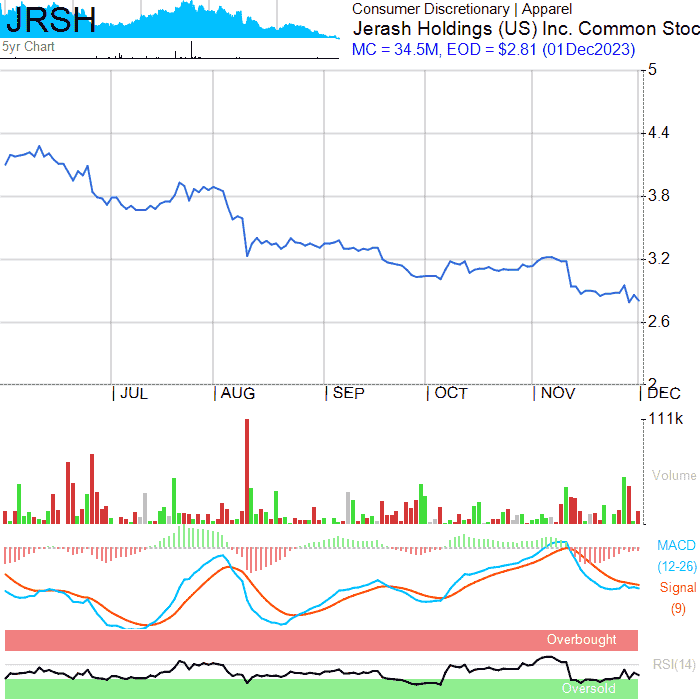 JRSH
5yr Chart
Consumer Discretionary | Apparel
Jerash Holdings (US) Inc. Common Stoc
MC = 34.5M, EOD = $2.81 (01Dec2023)
5
4.4
3.8
3.2
2.6
2
JUL AUG SEP OCT NOV DEC
111k
Volume
MACD
(12-26)
Signal
(9)
Overbought
RSI(14)
Oversold